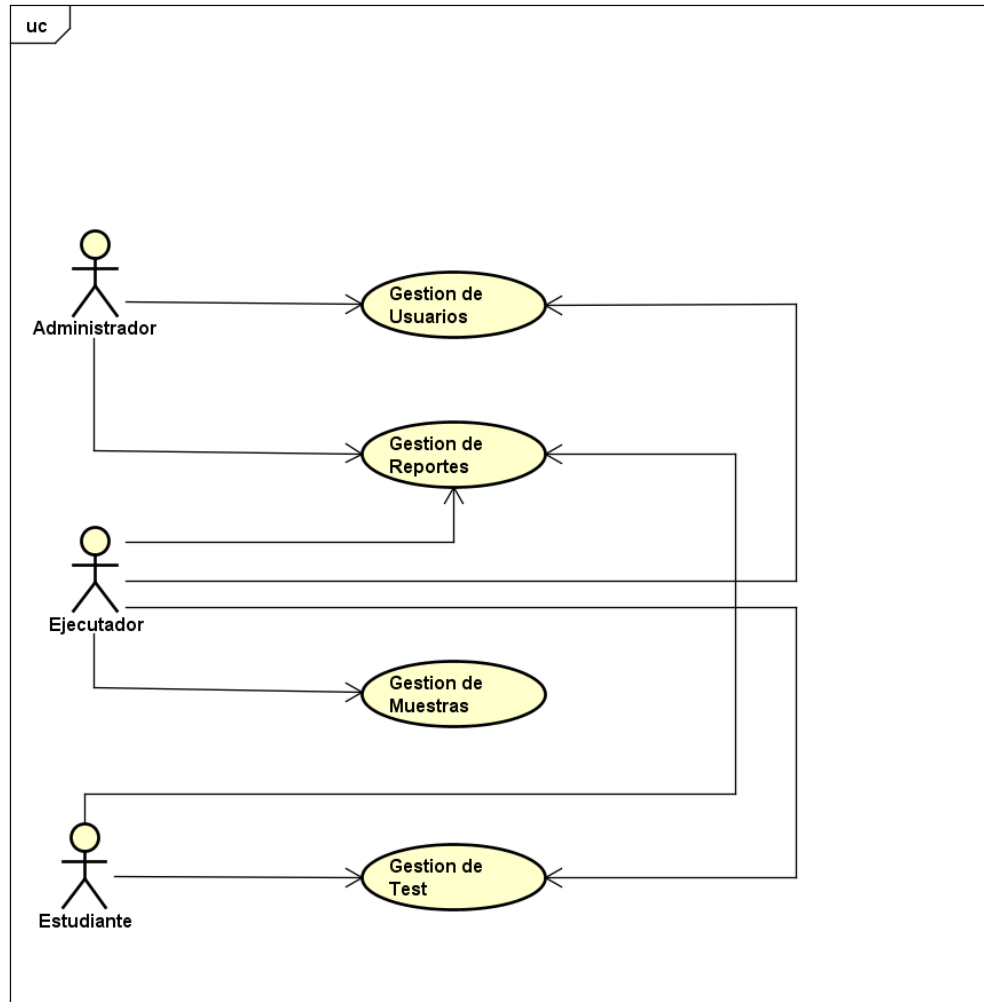 uc
Administrador
Gestion de
Usuarios
Gestion de
Reportes
Ejecutador
Gestion de
Muestras
Estudiante
Gestion de
Test